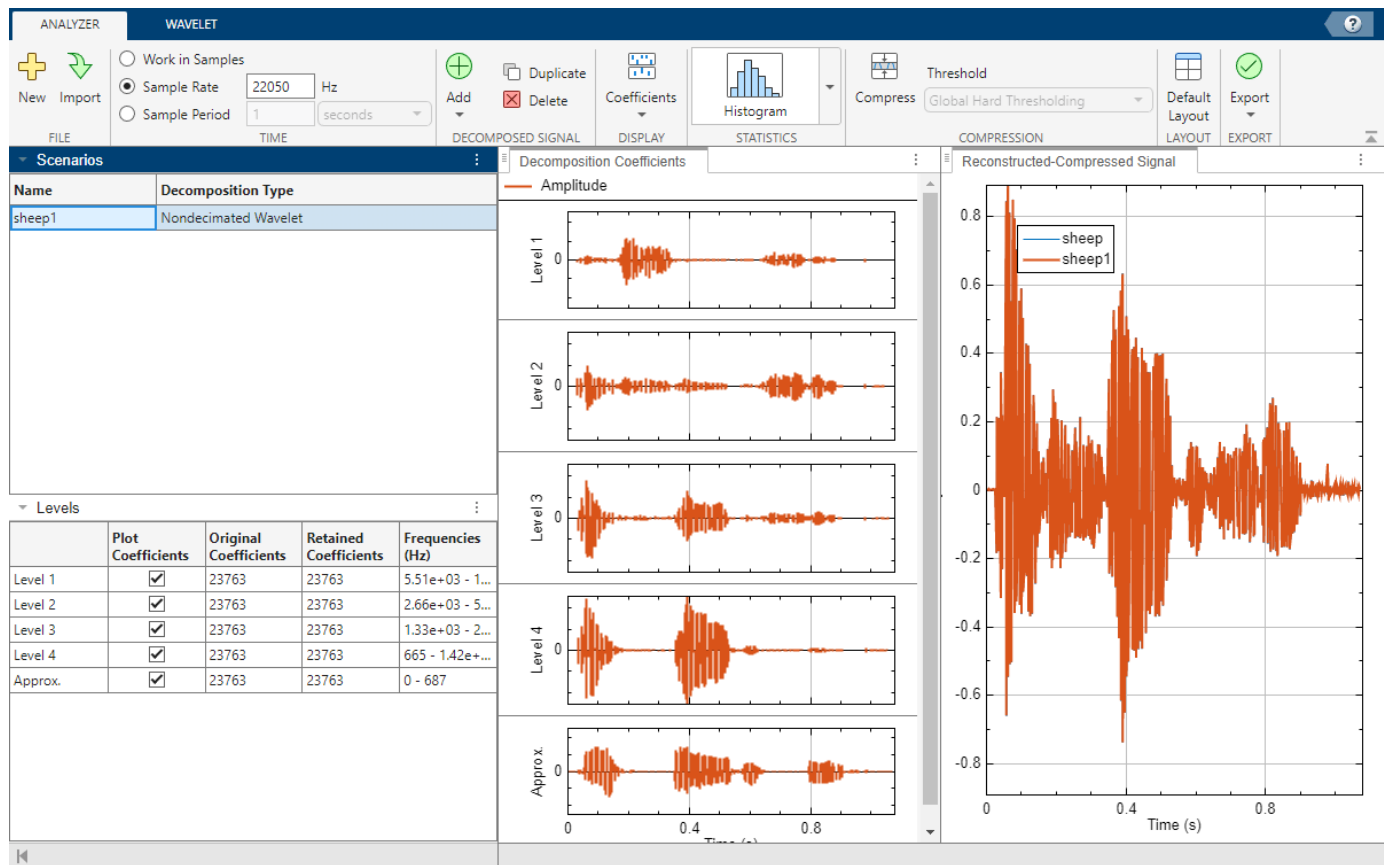 ANALYZER WAVELET ?
New Import
FILE
Work in Samples
Sample Rate 22050 Hz
Sample Period 1 seconds
TIME
Add Duplicate
Delete
DECOMPOSED SIGNAL
Coefficients
DISPLAY
Histogram
STATISTICS
Compress Threshold
Global Hard Thresholding
COMPRESSION
Default
Layout
LAYOUT
Export
EXPORT
Scenarios
Name Decomposition Type
sheep1 Nondecimated Wavelet
Levels
Plot Coefficients Original Coefficients Retained Coefficients Frequencies (Hz)
Level 1 23763 23763 5.51e+03 - 1...
Level 2 23763 23763 2.66e+03 - 5...
Level 3 23763 23763 1.33e+03 - 2...
Level 4 23763 23763 665 - 1.42e+...
Approx. 23763 23763 0 - 687
Decomposition Coefficients
Amplitude
Level 1 0
Level 2 0
Level 3 0
Level 4 0
Approx. 0
0 0.4 0.8
Reconstructed-Compressed Signal
sheep
sheep1
0.8
0.6
0.4
0.2
0
-0.2
-0.4
-0.6
-0.8
0 0.4 0.8
Time (s)